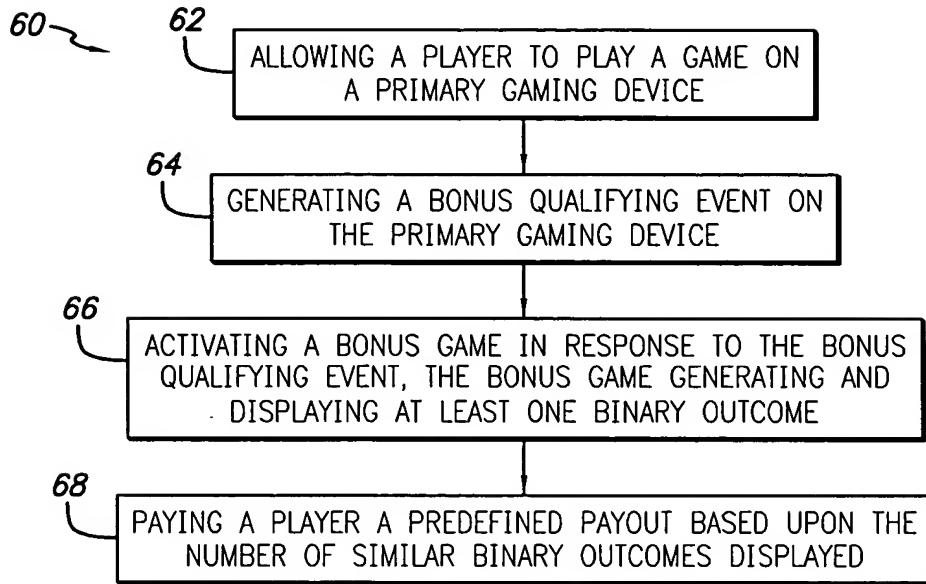 60
62
ALLOWING A PLAYER TO PLAY A GAME ON
A PRIMARY GAMING DEVICE
64
GENERATING A BONUS QUALIFYING EVENT ON
THE PRIMARY GAMING DEVICE
66
ACTIVATING A BONUS GAME IN RESPONSE TO THE BONUS
QUALIFYING EVENT, THE BONUS GAME GENERATING AND
DISPLAYING AT LEAST ONE BINARY OUTCOME
68
PAYING A PLAYER A PREDEFINED PAYOUT BASED UPON THE
NUMBER OF SIMILAR BINARY OUTCOMES DISPLAYED